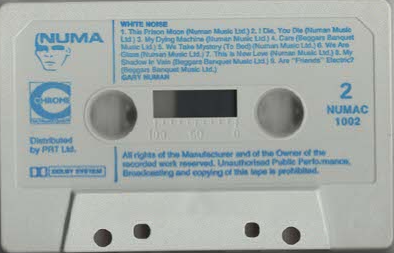 NUMA
WHITE NOISE
1. This Prison Moon (Numan Music Ltd.) 2. I Die, You Die (Numan Music
Ltd.) 3. My Dying Machine (Numan Music Ltd.) 4. Cars (Beggars Banquet
Music Ltd.) 5. We Take Mystery (To Bed) (Numan Music Ltd.) 6. We Are
Glass (Numan Music Ltd.) 7. This is New Love (Numan Music Ltd.) 8. My
Shadow in Vain (Beggars Banquet Music Ltd.) 9. Are "Friends" Electric?
(Beggars Banquet Music Ltd.)
GARY NUMAN
CHROME
2
NUMAC
1002
100 50 0
Distributed
by PRT Ltd.
DOLBY SYSTEM
All rights of the Manufacturer and of the Owner of the
recorded work reserved. Unauthorised Public Performance,
Broadcasting and copying of this tape is prohibited.